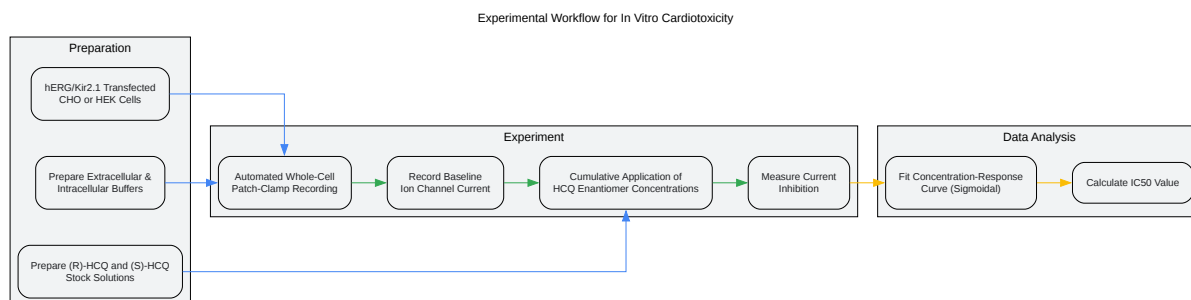 Experimental Workflow for In Vitro Cardiotoxicity
Preparation
hERG/Kir2.1 Transfected
CHO or HEK Cells
Prepare Extracellular &
Intracellular Buffers
Prepare (R)-HCQ and (S)-HCQ
Stock Solutions
Experiment
Automated Whole-Cell
Patch-Clamp Recording
Record Baseline
Ion Channel Current
Cumulative Application of
HCQ Enantiomer Concentrations
Measure Current
Inhibition
Data Analysis
Fit Concentration-Response
Curve (Sigmoidal)
Calculate IC50 Value